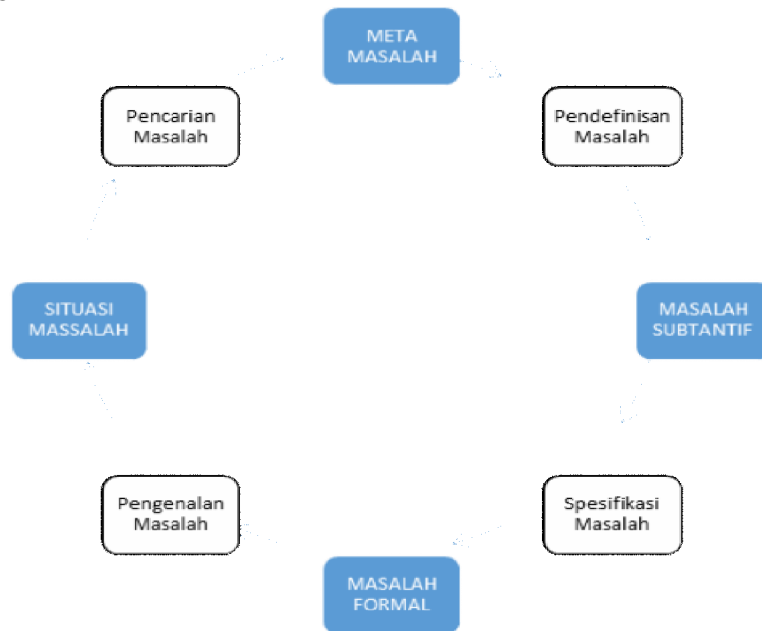 META
MASALAH
Pencarian
Masalah
Pendefinisan
Masalah
SITUASI
MASSALAH
MASALAH
SUBTANTIF
Pengenalan
Masalah
Spesifikasi
Masalah
MASALAH
FORMAL